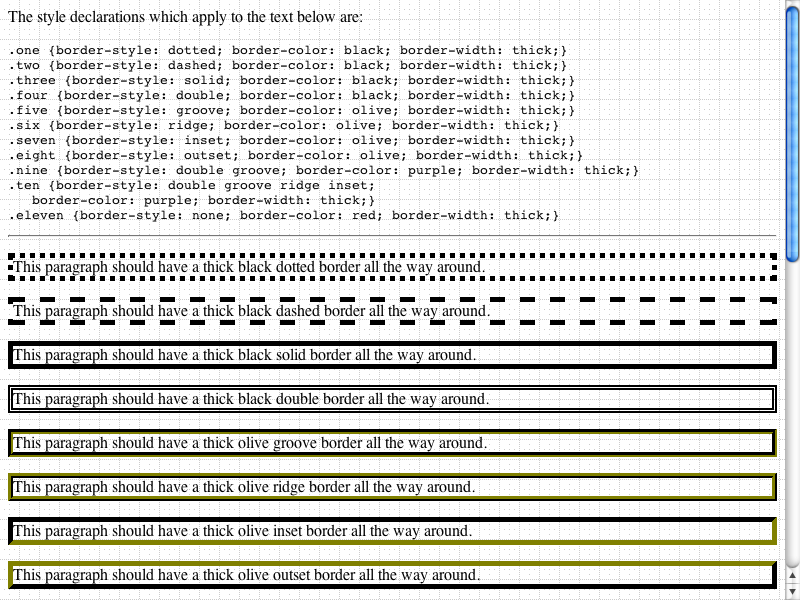 The style declarations which apply to the text below are:
.one {border-style: dotted; border-color: black; border-width: thick;}
.two {border-style: dashed; border-color: black; border-width: thick;}
.three {border-style: solid; border-color: black; border-width: thick;}
.four {border-style: double; border-color: black; border-width: thick;}
.five {border-style: groove; border-color: olive; border-width: thick;}
.six {border-style: ridge; border-color: olive; border-width: thick;}
.seven {border-style: inset; border-color: olive; border-width: thick;}
.eight {border-style: outset; border-color: olive; border-width: thick;}
.nine {border-style: double groove; border-color: purple; border-width: thick;}
.ten {border-style: double groove ridge inset;
   border-color: purple; border-width: thick;}
.eleven {border-style: none; border-color: red; border-width: thick;}
This paragraph should have a thick black dotted border all the way around.
This paragraph should have a thick black dashed border all the way around.
This paragraph should have a thick black solid border all the way around.
This paragraph should have a thick black double border all the way around.
This paragraph should have a thick olive groove border all the way around.
This paragraph should have a thick olive ridge border all the way around.
This paragraph should have a thick olive inset border all the way around.
This paragraph should have a thick olive outset border all the way around.